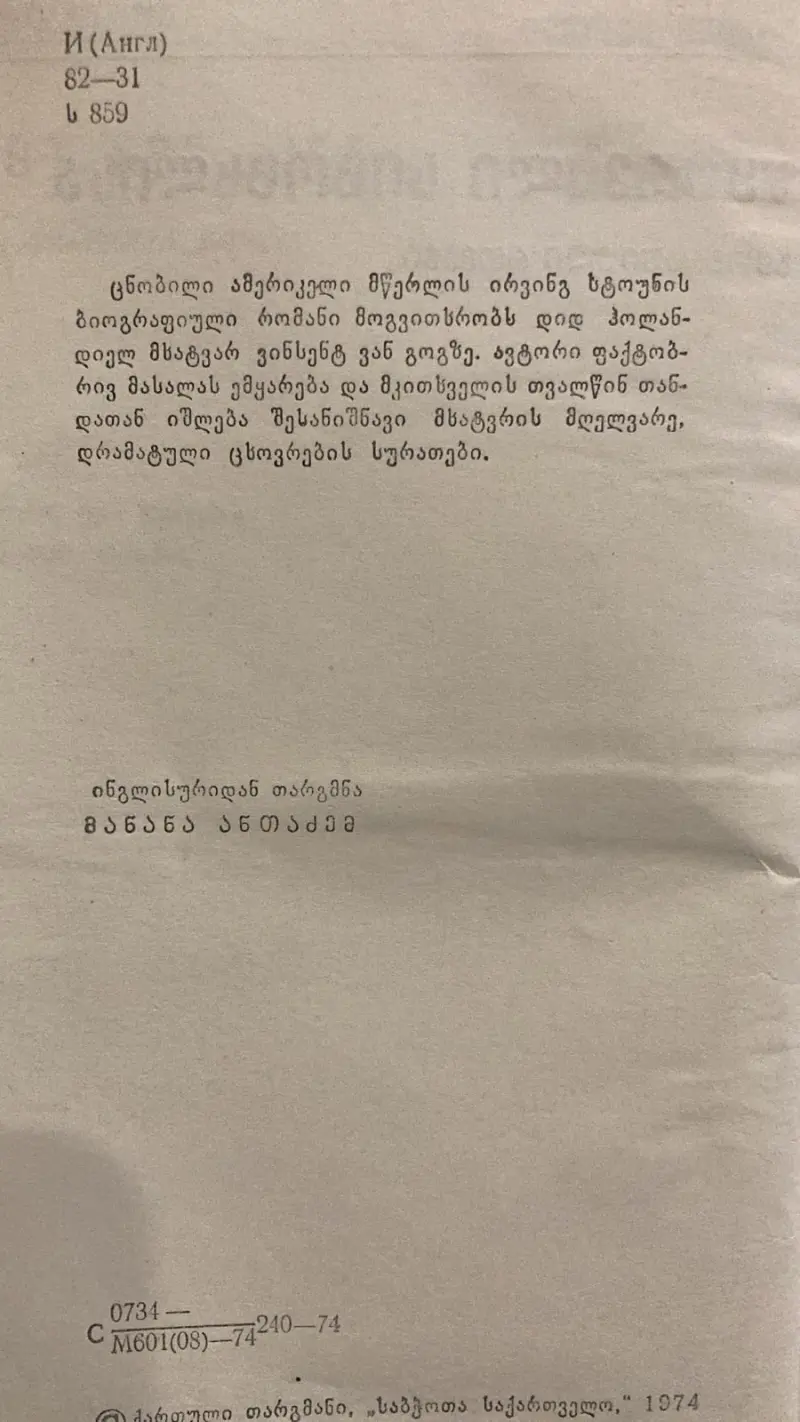 И (Англ)
82—31
ს 859
ცნობილი ამერიკელი მწერლის ირვინგ სტოუნის
ბიოგრაფიული რომანი მოგვითხრობს დიდ ჰოლან-
დიელ მხატვარ ვინსენტ ვან გოგზე. ავტორი ფაქტობ-
რივ მასალას ემყარება და მკითხველის თვალწინ თან-
დათან იშლება შესანიშნავი მხატვრის მღელვარე,
დრამატული ცხოვრების სურათები.
ინგლისურიდან თარგმნა
მანანა ანთაძემ
0734 —
С 240—74
М601(08)—74
© ქართული თარგმანი, „საბჭოთა საქართველო,“ 1974